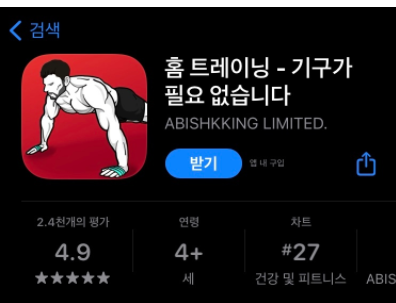 검색
홈 트레이닝 - 기구가
필요 없습니다
ABISHKKING LIMITED.
받기 앱 내 구입
2.4천개의 평가 연령 차트
4.9 4+ #27
★★★★★ 세 건강 및 피트니스 ABIS